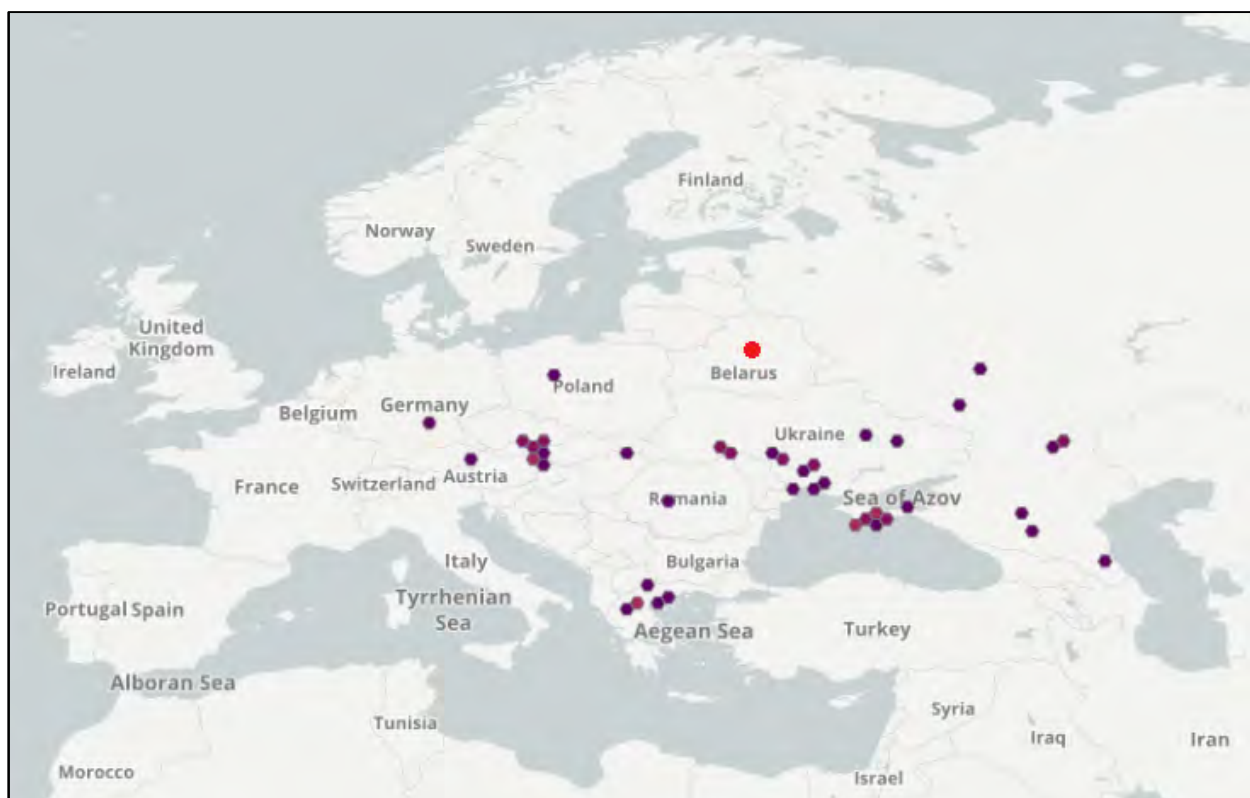 Finland
Norway
Sweden
United
Kingdom
Ireland
Belarus
Poland
Belgium
Germany
Ukraine
France
Switzerland
Austria
Romania
Sea of Azov
Italy
Bulgaria
Portugal
Spain
Tyrrhenian
Sea
Aegean Sea
Turkey
Alboran Sea
Tunisia
Syria
Iraq
Iran
Morocco
Israel